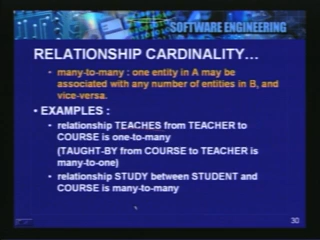 SOFTWARE ENGINEERING
RELATIONSHIP CARDINALITY...
• many-to-many : one entity in A may be
associated with any number of entities in B, and
vice-versa.
• EXAMPLES :
• relationship TEACHES from TEACHER to
COURSE is one-to-many
(TAUGHT-BY from COURSE to TEACHER is
many-to-one)
• relationship STUDY between STUDENT and
COURSE is many-to-many
30